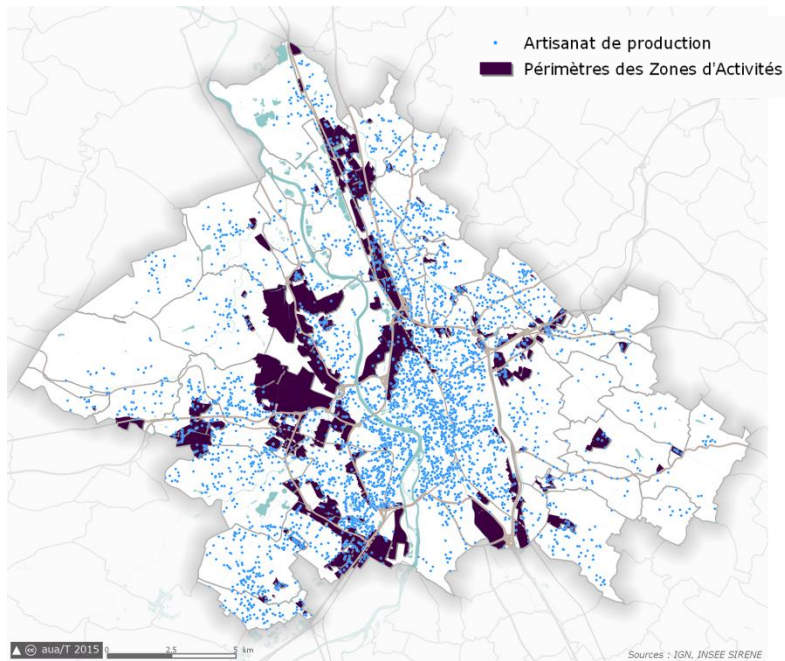 Artisanat de production
Périmètres des Zones d'Activités
aua/T 2015
0 2,5 5 km
Sources : IGN, INSEE SIRENE